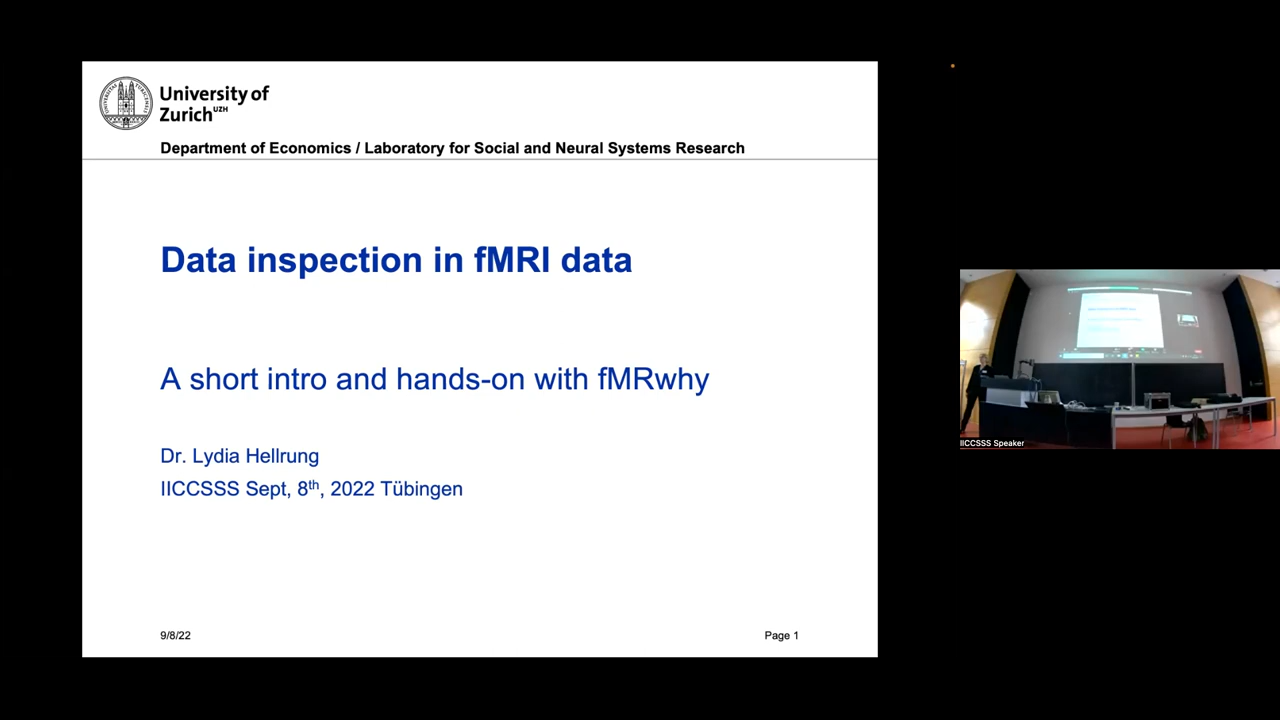 University of
Zurich UZH
Department of Economics / Laboratory for Social and Neural Systems Research
Data inspection in fMRI data
A short intro and hands-on with fMRwhy
Dr. Lydia Hellrung
IICCSSS Sept, 8th, 2022 Tübingen
9/8/22
Page 1
IICCSSS Speaker